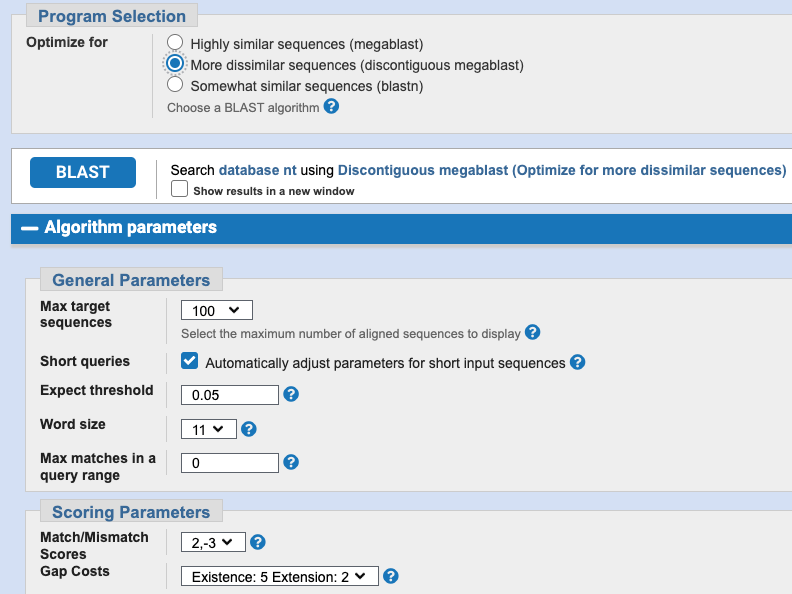 Program Selection
Optimize for
Highly similar sequences (megablast)
More dissimilar sequences (discontiguous megablast)
Somewhat similar sequences (blastn)
Choose a BLAST algorithm ?
BLAST
Search database nt using Discontiguous megablast (Optimize for more dissimilar sequences)
Show results in a new window
Algorithm parameters
General Parameters
Max target
sequences
100
Select the maximum number of aligned sequences to display ?
Short queries
Automatically adjust parameters for short input sequences ?
Expect threshold
0.05 ?
Word size
11 ?
Max matches in a
query range
0 ?
Scoring Parameters
Match/Mismatch
Scores
2,-3 ?
Gap Costs
Existence: 5 Extension: 2 ?